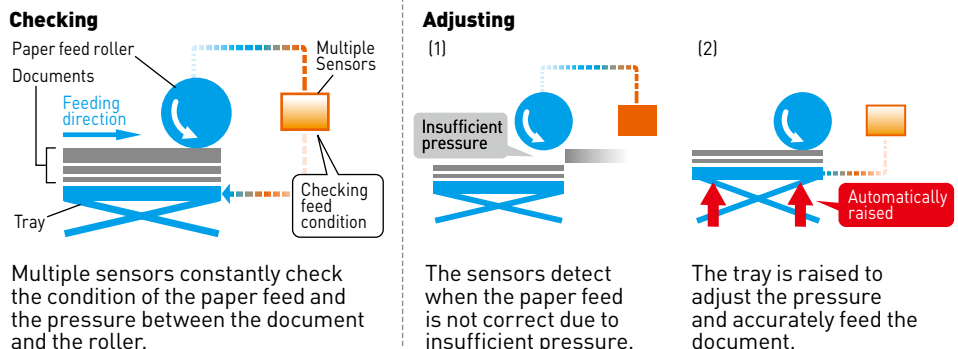 Checking
Paper feed roller
Multiple
Sensors
Documents
Feeding
direction
Tray
Checking
feed
condition
Multiple sensors constantly check
the condition of the paper feed and
the pressure between the document
and the roller.
Adjusting
(1)
Insufficient
pressure
The sensors detect
when the paper feed
is not correct due to
insufficient pressure.
(2)
Automatically
raised
The tray is raised to
adjust the pressure
and accurately feed the
document.